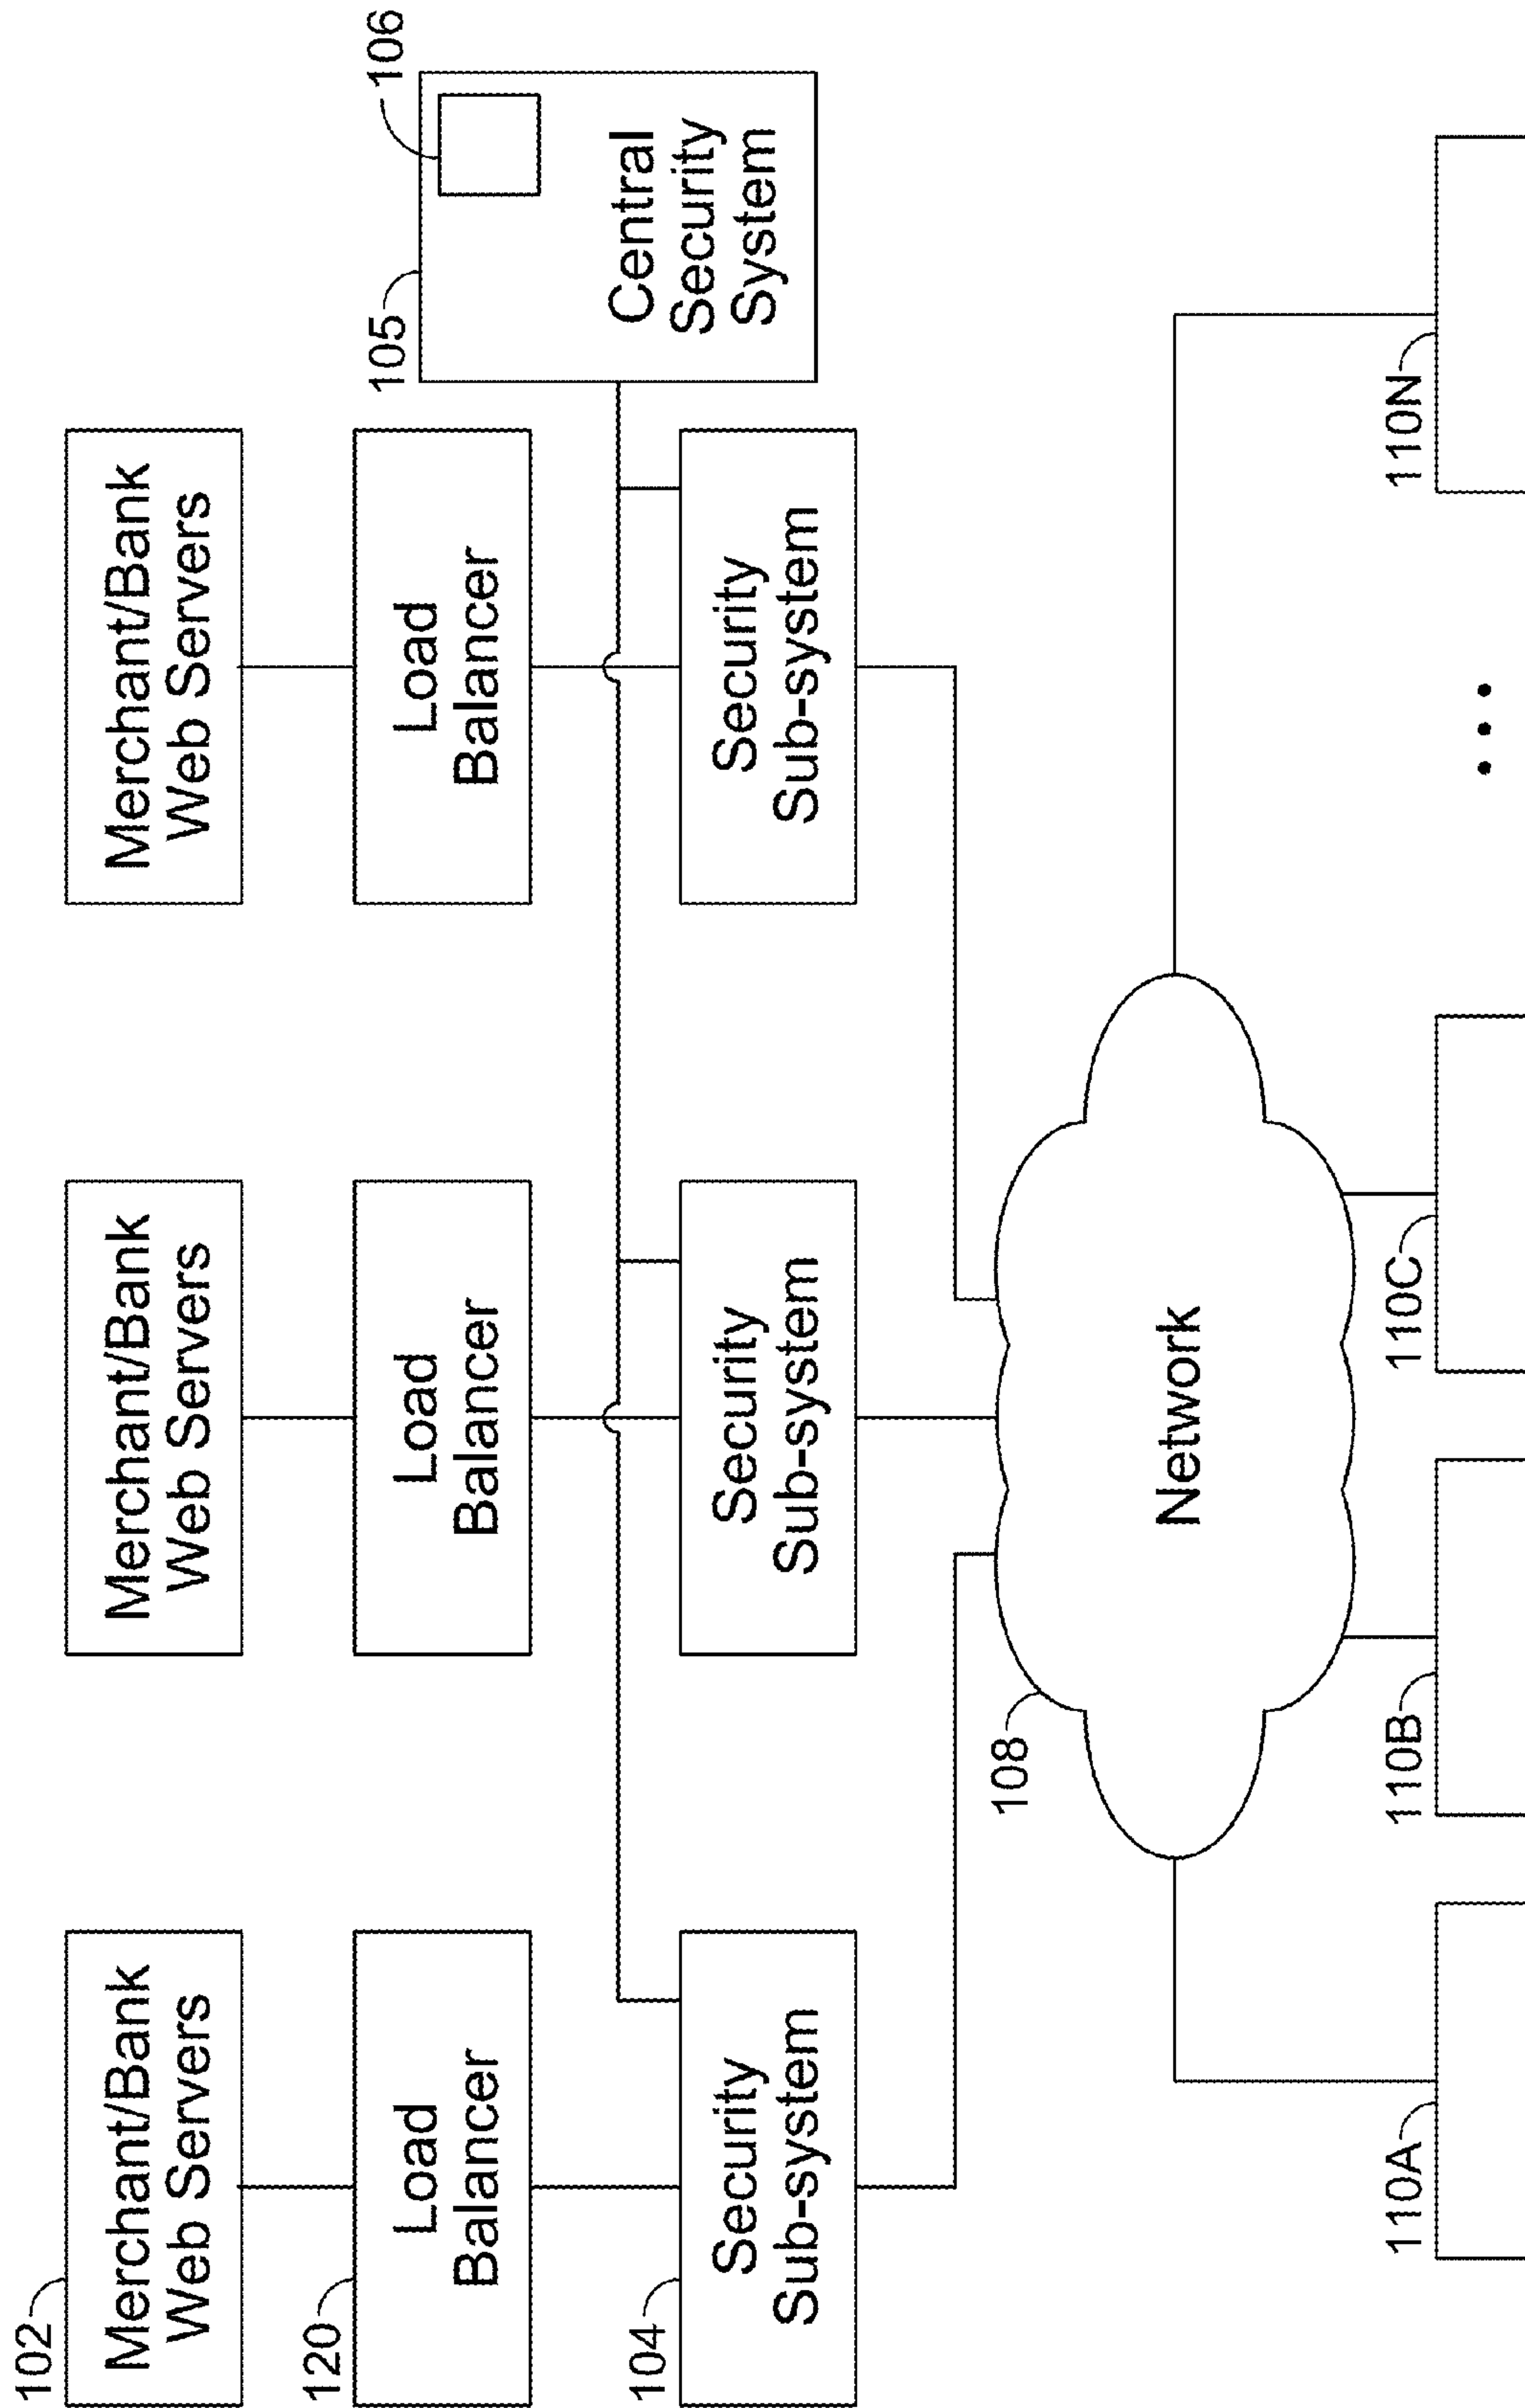 102
Merchant/Bank
Web Servers
Merchant/Bank
Web Servers
Merchant/Bank
Web Servers
120
Load
Balancer
Load
Balancer
Load
Balancer
105
106
Central
Security
System
104
Security
Sub-system
Security
Sub-system
Security
Sub-system
108
Network
110A
110B
110C
110N